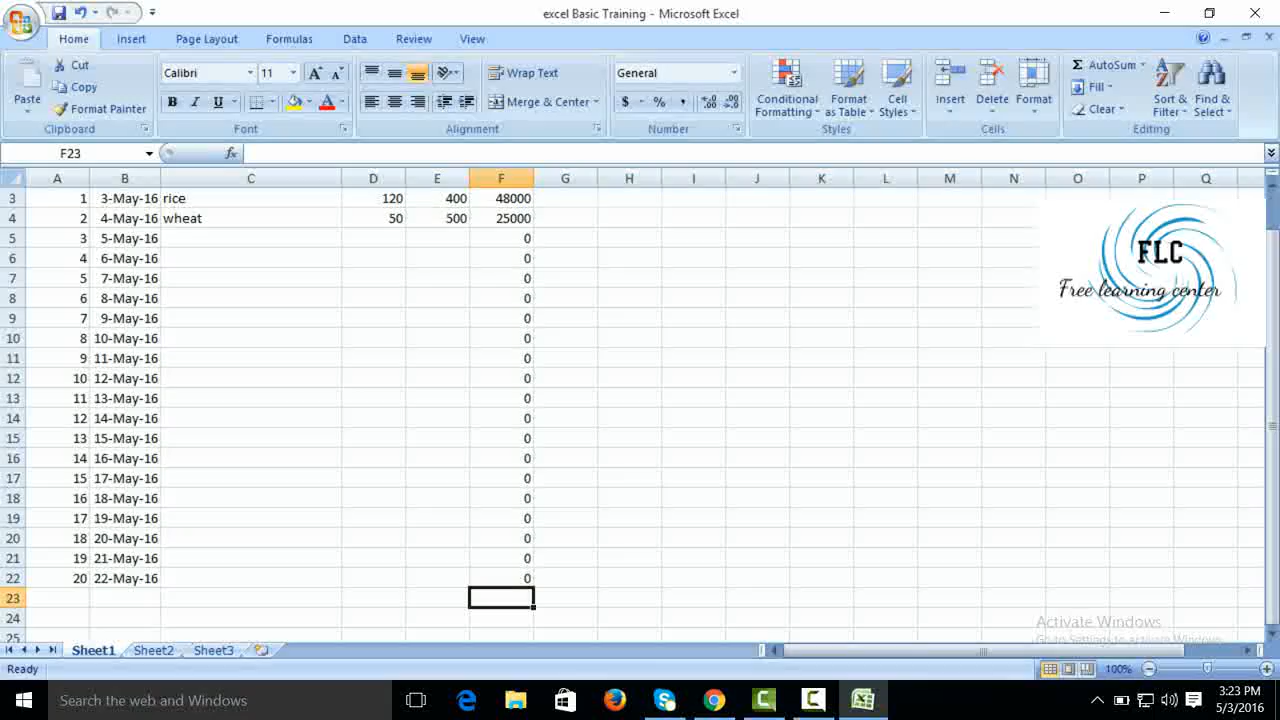 excel Basic Training - Microsoft Excel
Home Insert Page Layout Formulas Data Review View
Cut
Copy
Format Painter
Paste
Clipboard
Calibri 11
B I U
Font
Wrap Text
Merge & Center
Alignment
General
$ % ,
Number
Conditional Formatting
Format as Table
Cell Styles
Styles
Insert Delete Format
Cells
Σ AutoSum
Fill
Clear
Sort & Filter
Find & Select
Editing
F23 fx
A B C D E F G H I J K L M N O P Q
3 1 3-May-16 rice 120 400 48000
4 2 4-May-16 wheat 50 500 25000
5 3 5-May-16 0
6 4 6-May-16 0
7 5 7-May-16 0
8 6 8-May-16 0
9 7 9-May-16 0
10 8 10-May-16 0
11 9 11-May-16 0
12 10 12-May-16 0
13 11 13-May-16 0
14 12 14-May-16 0
15 13 15-May-16 0
16 14 16-May-16 0
17 15 17-May-16 0
18 16 18-May-16 0
19 17 19-May-16 0
20 18 20-May-16 0
21 19 21-May-16 0
22 20 22-May-16 0
23
24
25
FLC
Free learning center
Activate Windows
Go to Settings to activate Windows.
Sheet1 Sheet2 Sheet3
Ready 100%
Search the web and Windows
3:23 PM
5/3/2016